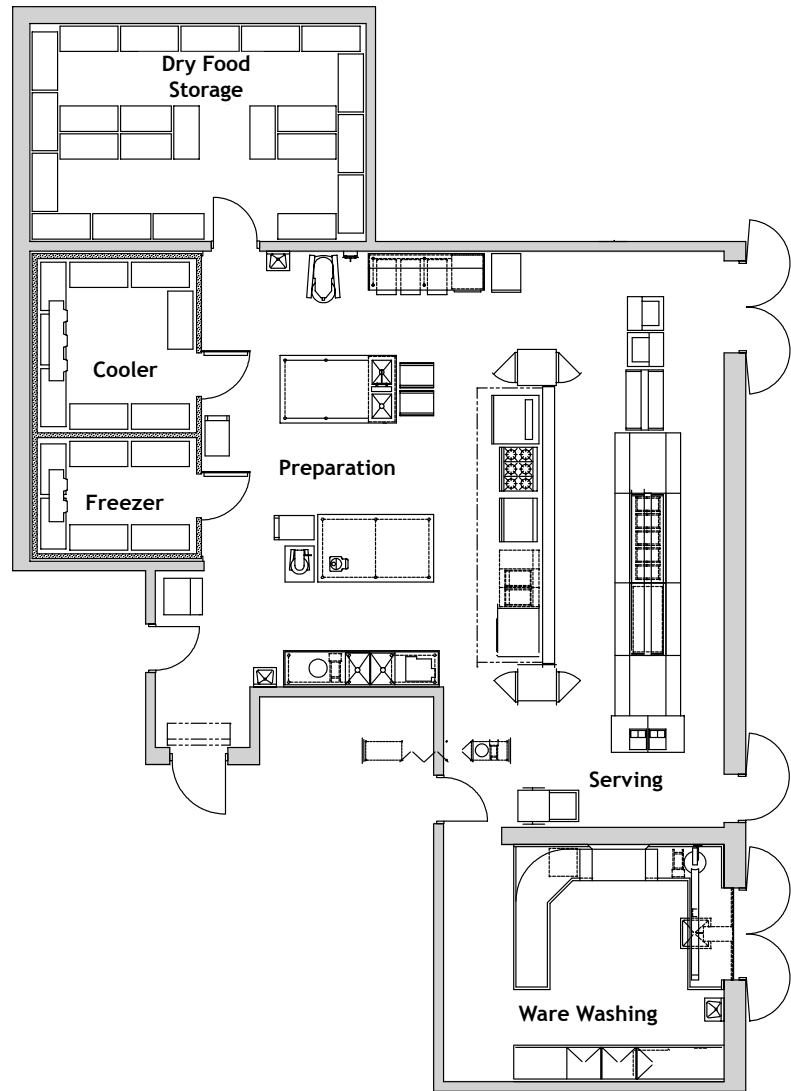 Dry Food
Storage
Cooler
Preparation
Freezer
Serving
Ware Washing